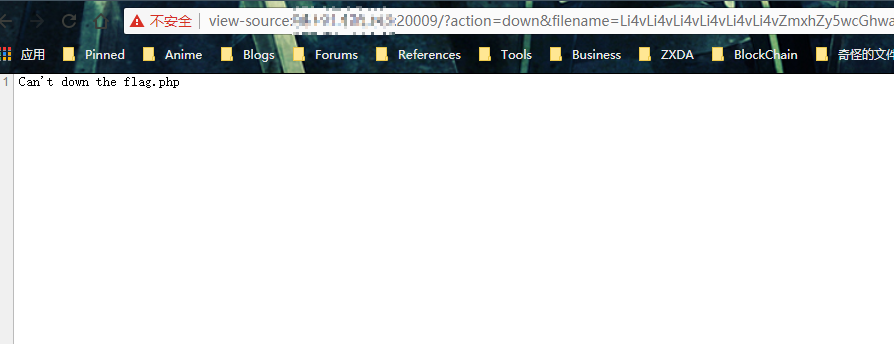 不安全 view-source: :20009/?action=down&filename=Li4vLi4vLi4vLi4vLi4vLi4vZmxhZy5wcGhwa
应用 Pinned Anime Blogs Forums References Tools Business ZXDA BlockChain 奇怪的文件
1 Can't down the flag.php